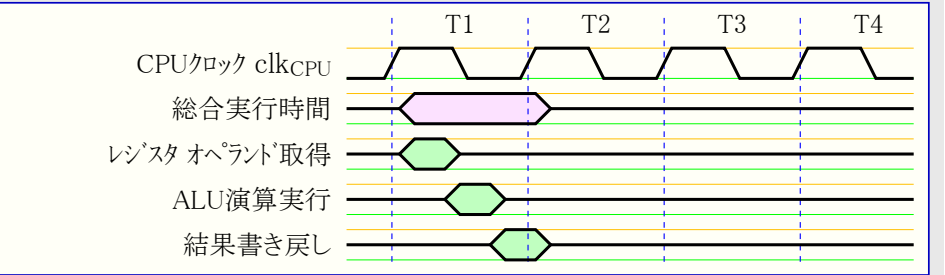 T1 T2 T3 T4
CPUｸﾛｯｸ clkCPU
総合実行時間
ﾚｼﾞｽﾀ ｵﾍﾟﾗﾝﾄﾞ取得
ALU演算実行
結果書き戻し